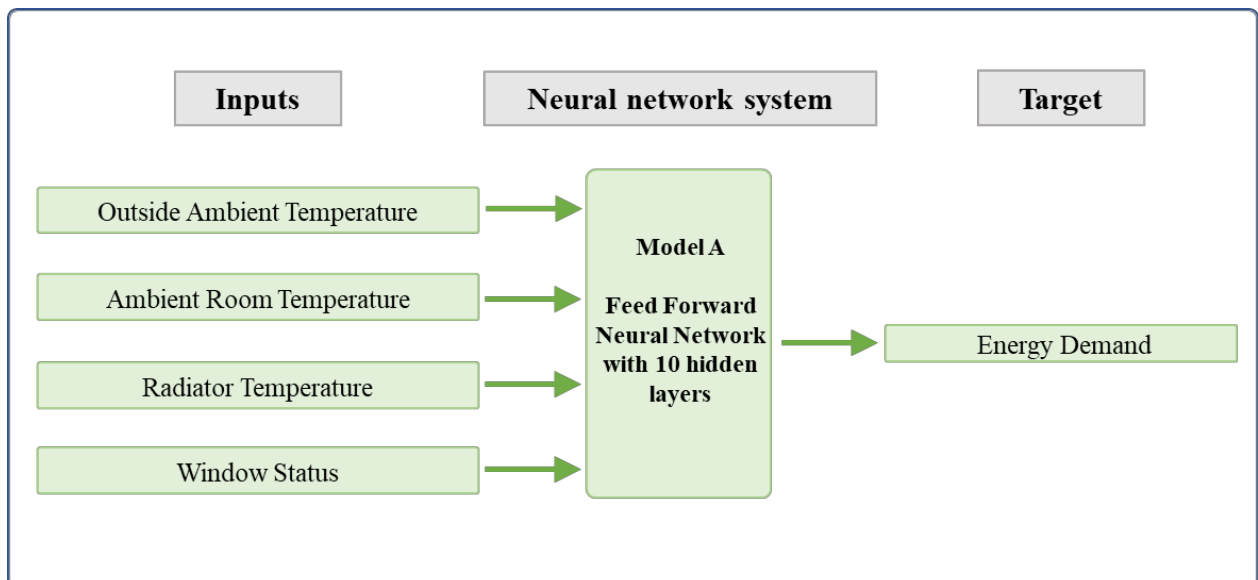 Inputs
Neural network system
Target
Outside Ambient Temperature
Ambient Room Temperature
Radiator Temperature
Window Status
Model A
Feed Forward
Neural Network
with 10 hidden
layers
Energy Demand